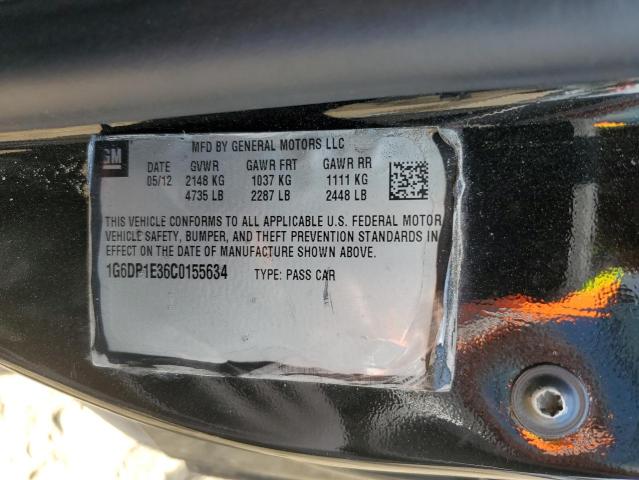 GM
MFD BY GENERAL MOTORS LLC
DATE GVWR GAWR FRT GAWR RR
05/12 2148 KG 1037 KG 1111 KG
4735 LB 2287 LB 2448 LB
THIS VEHICLE CONFORMS TO ALL APPLICABLE U.S. FEDERAL MOTOR
VEHICLE SAFETY, BUMPER, AND THEFT PREVENTION STANDARDS IN
EFFECT ON THE DATE OF MANUFACTURE SHOWN ABOVE.
1G6DP1E36C0155634 TYPE: PASS CAR